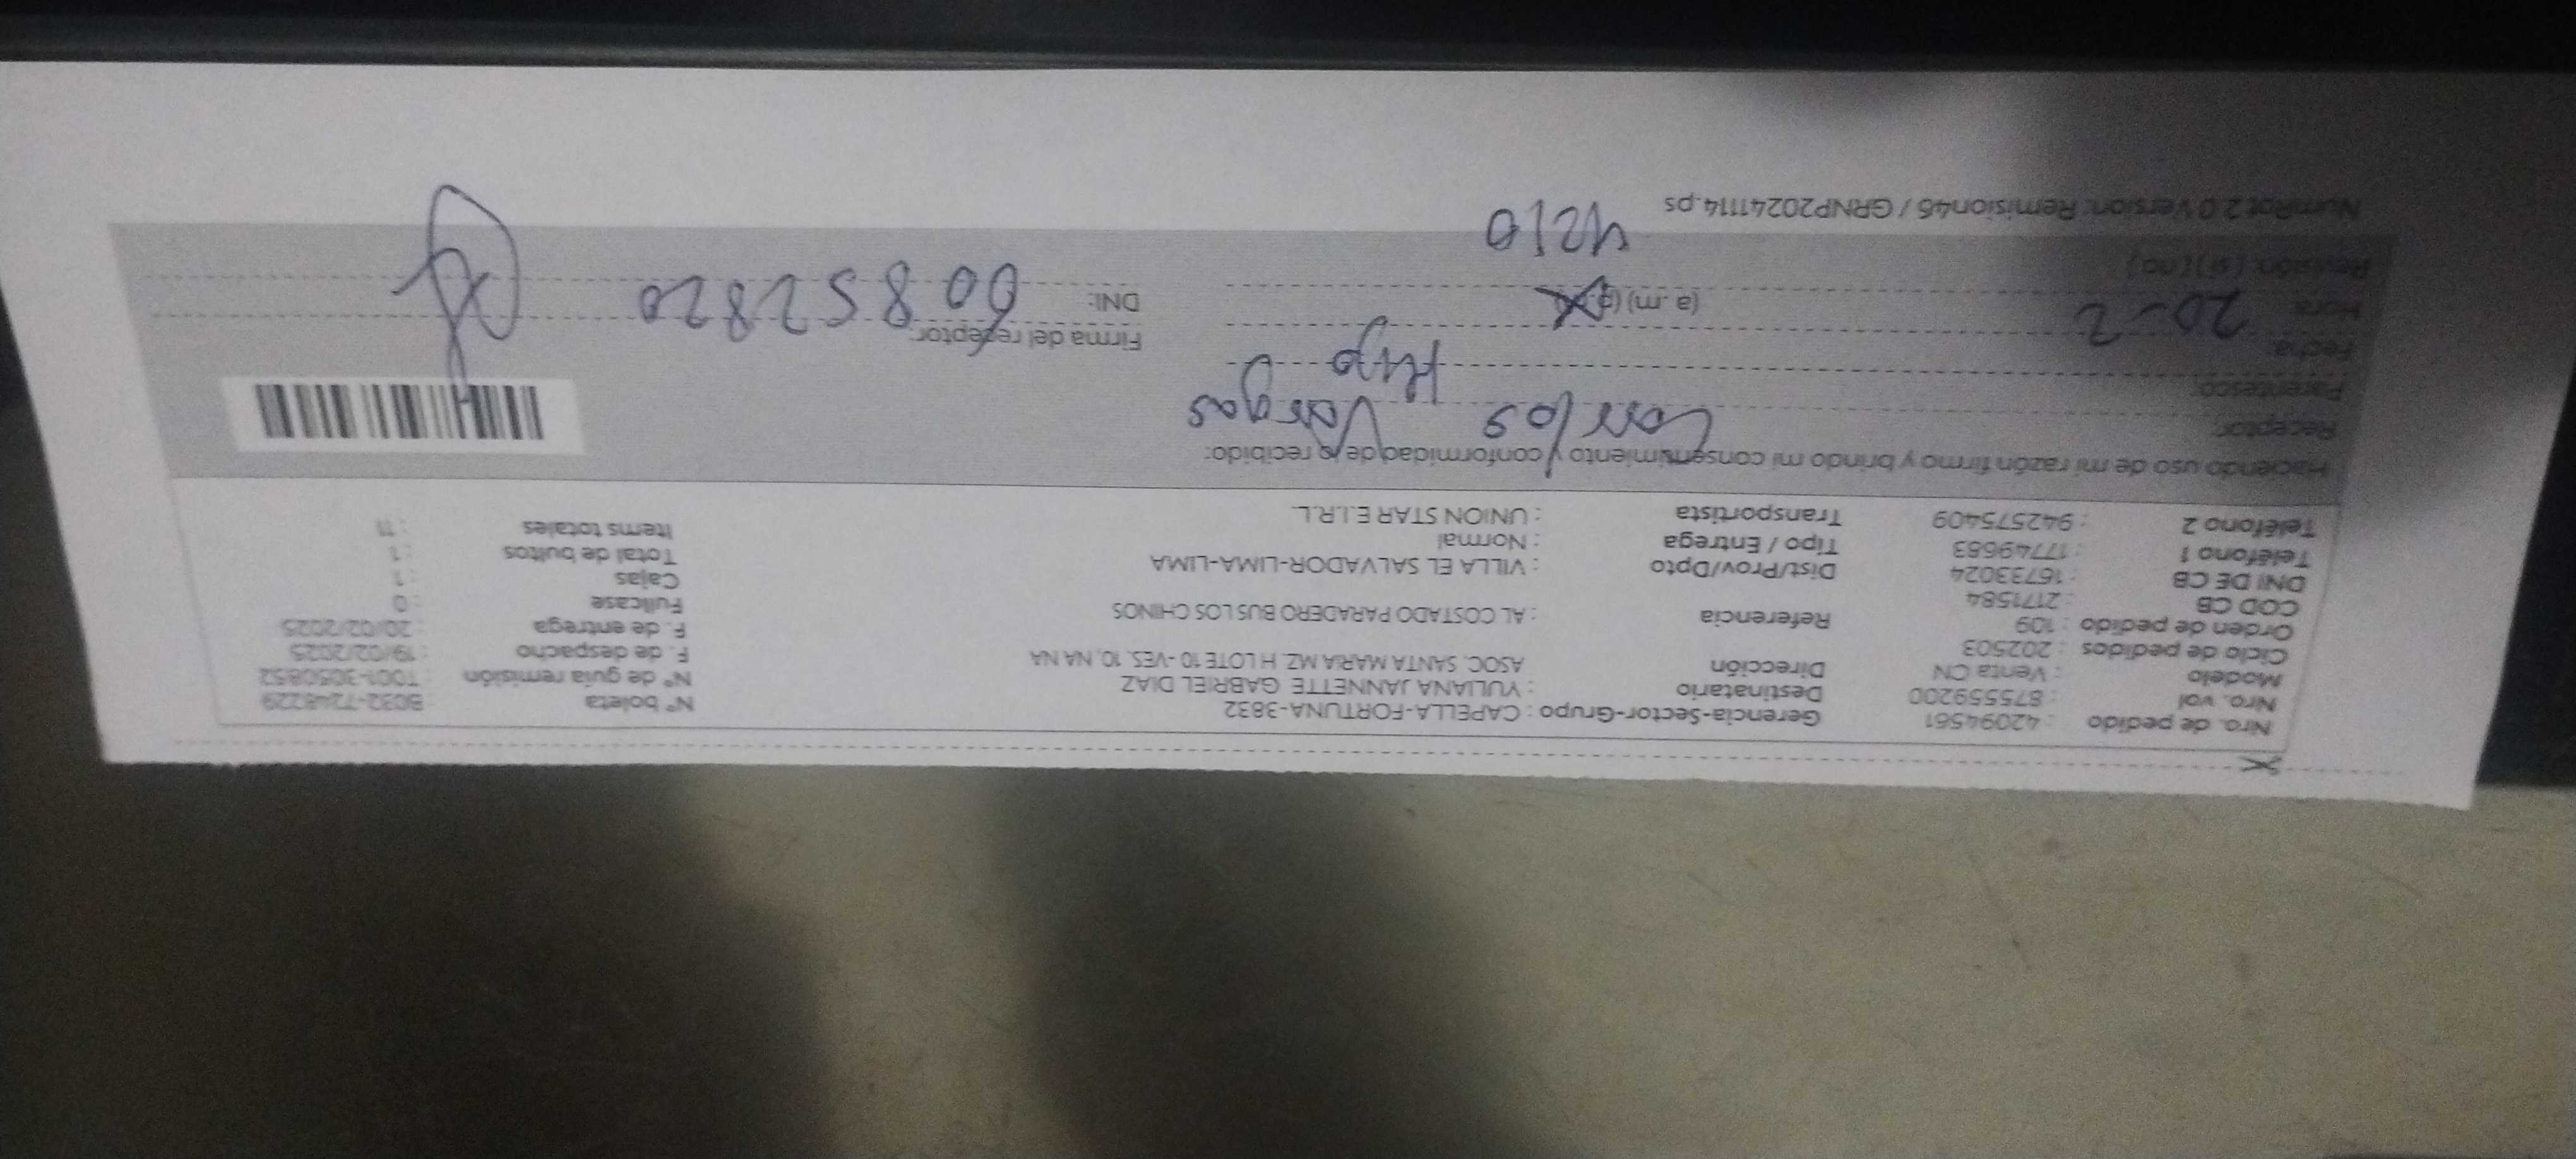 Nro. de pedido : 42094561 Gerencia-Sector-Grupo : CAPELLA-FORTUNA-3832 N° boleta : B032-7248229
Nro. vol : 875559200 Destinatario : YULIANA JANNETTE GABRIEL DIAZ N° de guía remisión : T001-3050852
Modelo : Venta CN Dirección ASOC. SANTA MARIA MZ. H LOTE 10 -VES. 10, NA NA F. de despacho : 19/02/2025
Ciclo de pedidos : 202503 F. de entrega : 20/02/2025
Orden de pedido : 109 Referencia : AL COSTADO PARADERO BUS LOS CHINOS Fullcase : 0
COD CB : 2171584 Cajas : 1
DNI DE CB : 16733024 Dist/Prov/Dpto : VILLA EL SALVADOR-LIMA-LIMA Total de bultos : 1
Teléfono 1 : 17749683 Tipo / Entrega : Normal Items totales : 11
Teléfono 2 : 942575409 Transportista : UNION STAR E.I.R.L.
Haciendo uso de mi razón firmo y brindo mi consentimiento y conformidad de lo recibido:
Receptor: Carlos Vargas
Parentesco: Hijo
Fecha: 20-2 Firma del receptor:
Hora: (a.m) (p.m) DNI: 00852820
Revisión: (si) (no) 4210
NumRot 2.0 Version: Remision46 / GRNP20241114.ps